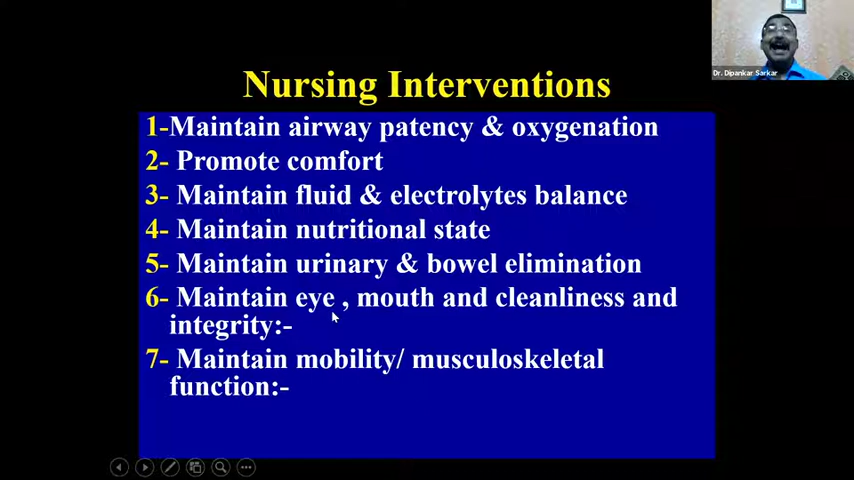 Dr. Dipankar Sarkar
Nursing Interventions
1-Maintain airway patency & oxygenation
2- Promote comfort
3- Maintain fluid & electrolytes balance
4- Maintain nutritional state
5- Maintain urinary & bowel elimination
6- Maintain eye , mouth and cleanliness and
integrity:-
7- Maintain mobility/ musculoskeletal
function:-